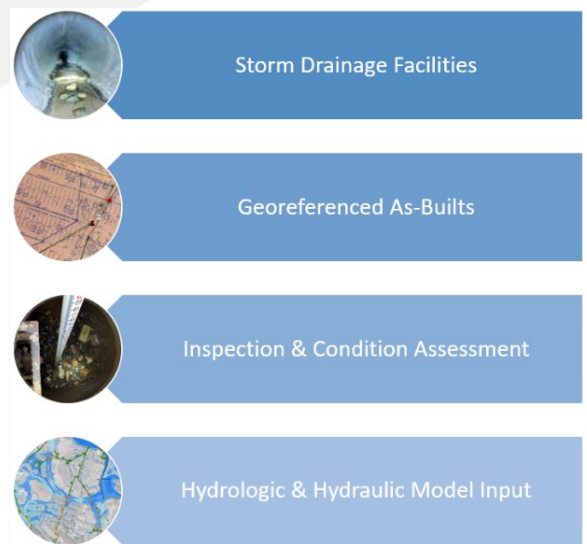 Storm Drainage Facilities
Georeferenced As-Builts
Inspection & Condition Assessment
Hydrologic & Hydraulic Model Input